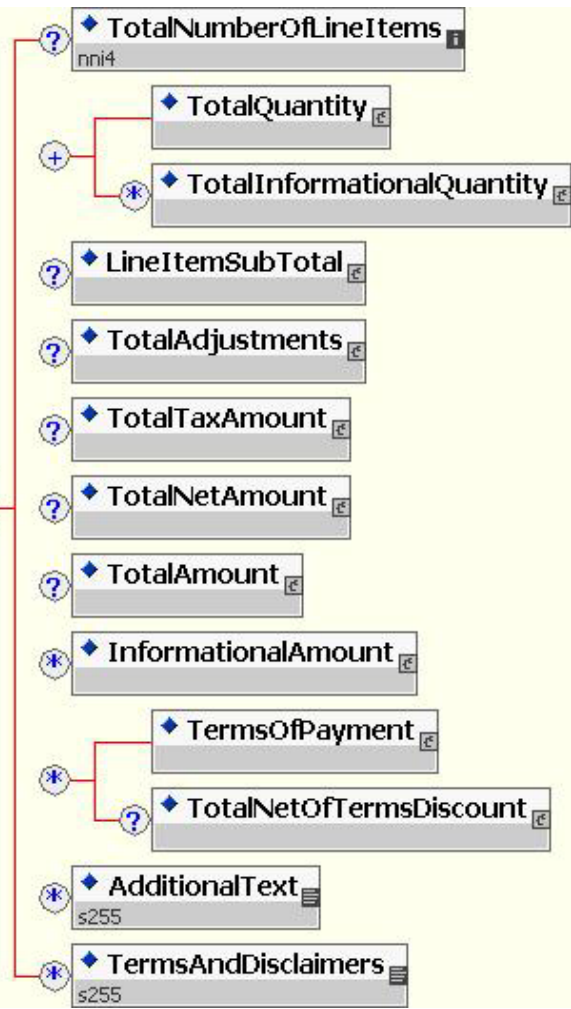 ? TotalNumberOfLineItems i
nni4
TotalQuantity
+
* TotalInformationalQuantity
? LineItemSubTotal
? TotalAdjustments
? TotalTaxAmount
? TotalNetAmount
? TotalAmount
* InformationalAmount
TermsOfPayment
*
? TotalNetOfTermsDiscount
* AdditionalText
s255
* TermsAndDisclaimers
s255